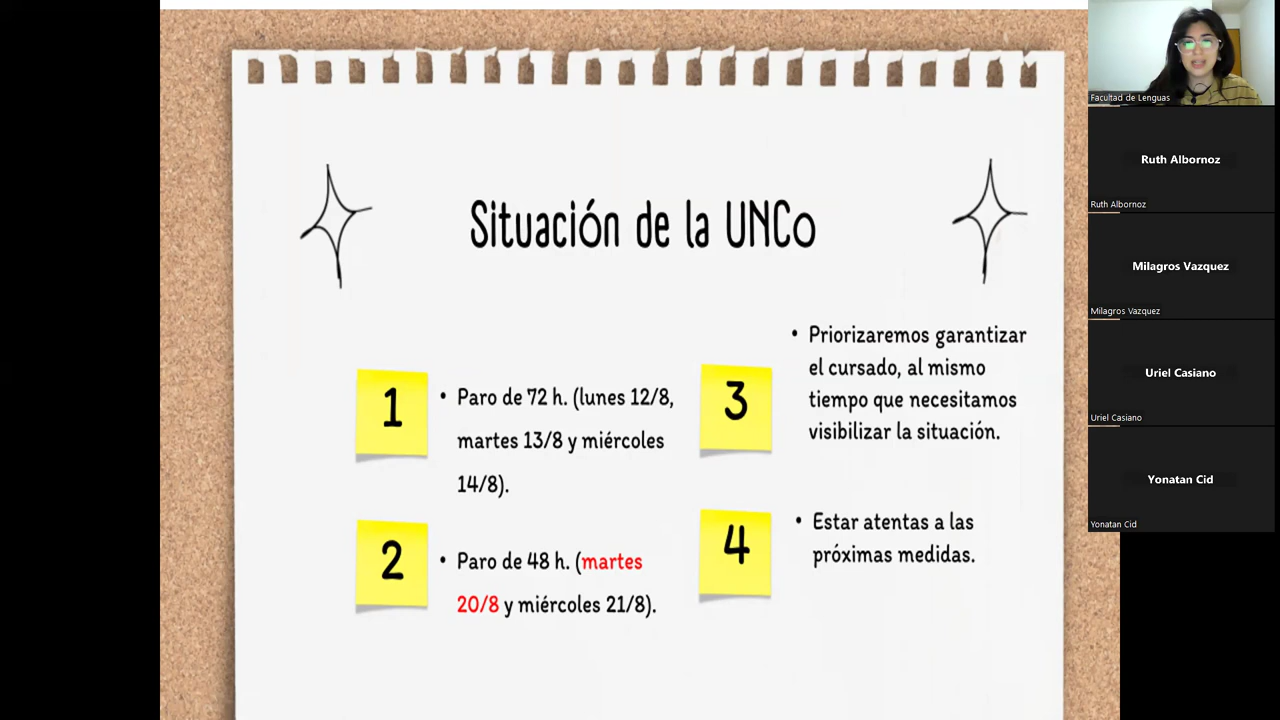 Situación de la UNCo
1
• Paro de 72 h. (lunes 12/8,
martes 13/8 y miércoles
14/8).
2
• Paro de 48 h. (martes
20/8 y miércoles 21/8).
3
• Priorizaremos garantizar
el cursado, al mismo
tiempo que necesitamos
visibilizar la situación.
4
• Estar atentas a las
próximas medidas.
Facultad de Lenguas
Ruth Albornoz
Ruth Albornoz
Milagros Vazquez
Milagros Vazquez
Uriel Casiano
Uriel Casiano
Yonatan Cid
Yonatan Cid